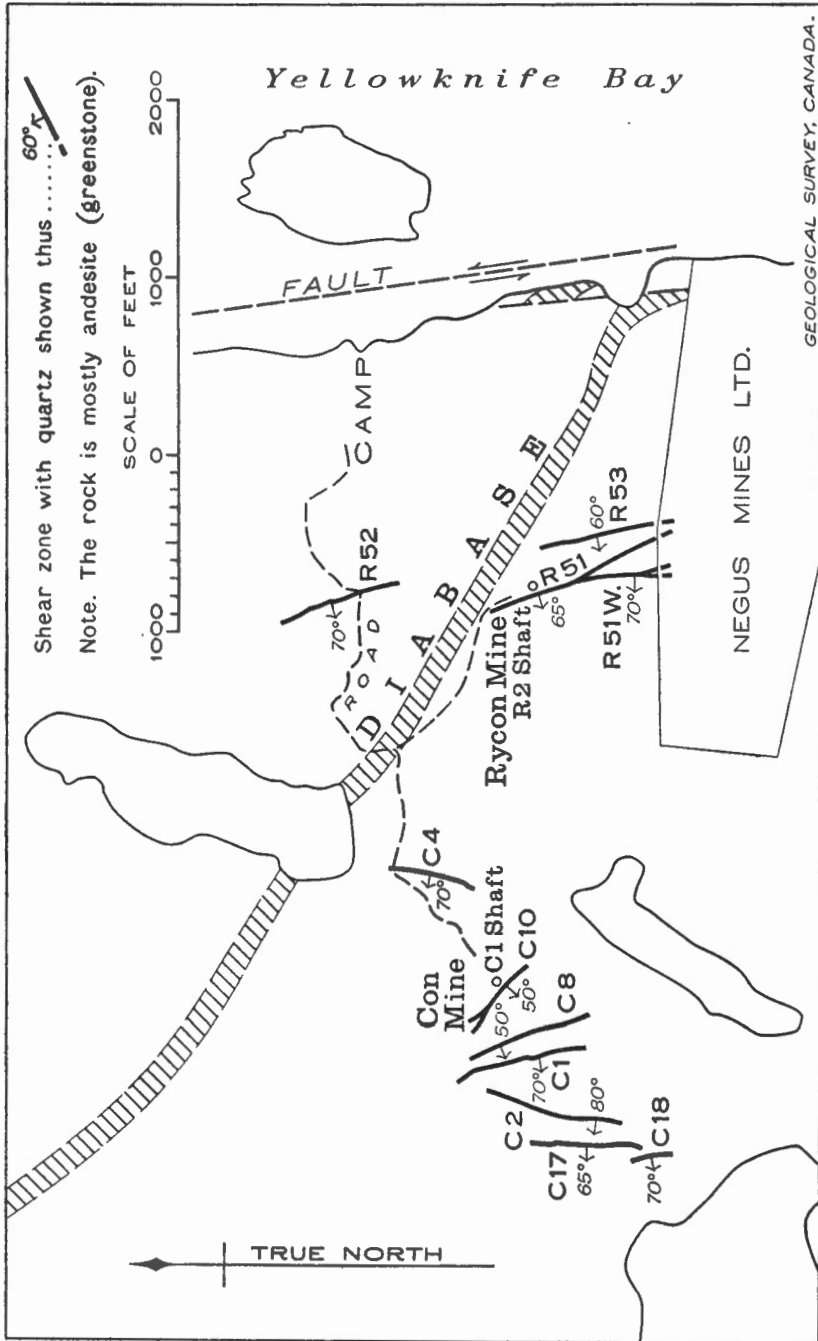 Shear zone with quartz shown thus ........ 60°
Note. The rock is mostly andesite (greenstone).
SCALE OF FEET
1000 0 1000 2000
Yellowknife Bay
FAULT
CAMP
ROAD
R52
70°
DIABASE
C4
70°
Con
Mine
C1 Shaft
C10
50°
50°
C8
C1
70°
C2
80°
C17
65°
C18
70°
Rycon Mine
R2 Shaft
R51
65°
R53
60°
R51W.
70°
NEGUS MINES LTD.
TRUE NORTH
GEOLOGICAL SURVEY, CANADA.